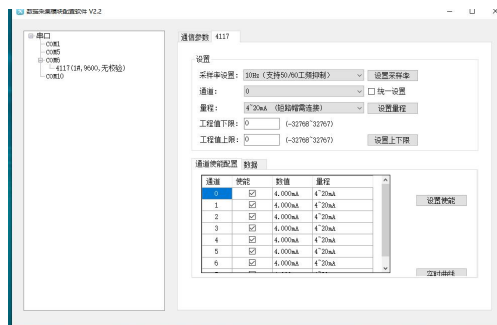 数据采集模块配置软件 V2.2
串口
COM1
COM5
COM6
4117(1#,9600,无校验)
COM10
通信参数 4117
设置
采样率设置: 10Hz (支持50/60工频抑制) 设置采样率
通道: 0 统一设置
量程: 4~20mA (短路帽需连接) 设置量程
工程值下限: 0 (-32768~32767)
工程值上限: 0 (-32768~32767) 设置上下限
通道使能配置 数据
通道 使能 数值 量程
0 4.000mA 4~20mA 设置使能
1 4.000mA 4~20mA
2 4.000mA 4~20mA
3 4.000mA 4~20mA
4 4.000mA 4~20mA
5 4.000mA 4~20mA
6 4.000mA 4~20mA
实时曲线